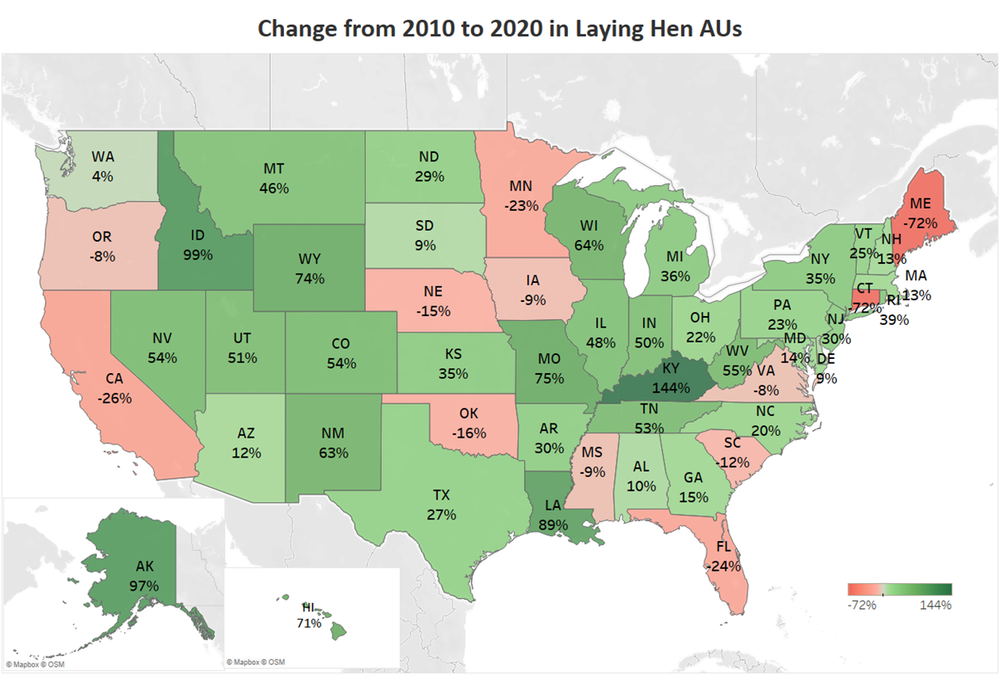 Change from 2010 to 2020 in Laying Hen AUs
WA
4%
MT
46%
ND
29%
MN
-23%
ME
-72%
OR
-8%
ID
99%
WY
74%
SD
9%
WI
64%
MI
36%
NY
35%
VT
25%
NH
13%
MA
13%
CT
-72%
RI
39%
NV
54%
UT
51%
CO
54%
NE
-15%
IA
-9%
IL
48%
IN
50%
OH
22%
PA
23%
NJ
30%
MD
14%
DE
9%
CA
-26%
KS
35%
MO
75%
KY
144%
WV
55%
VA
-8%
AZ
12%
NM
63%
OK
-16%
AR
30%
TN
53%
NC
20%
SC
-12%
TX
27%
LA
89%
MS
-9%
AL
10%
GA
15%
FL
-24%
AK
97%
HI
71%
-72% 144%
© Mapbox © OSM
© Mapbox © OSM